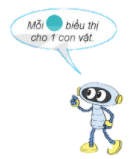 Mỗi biểu thị
cho 1 con vật.